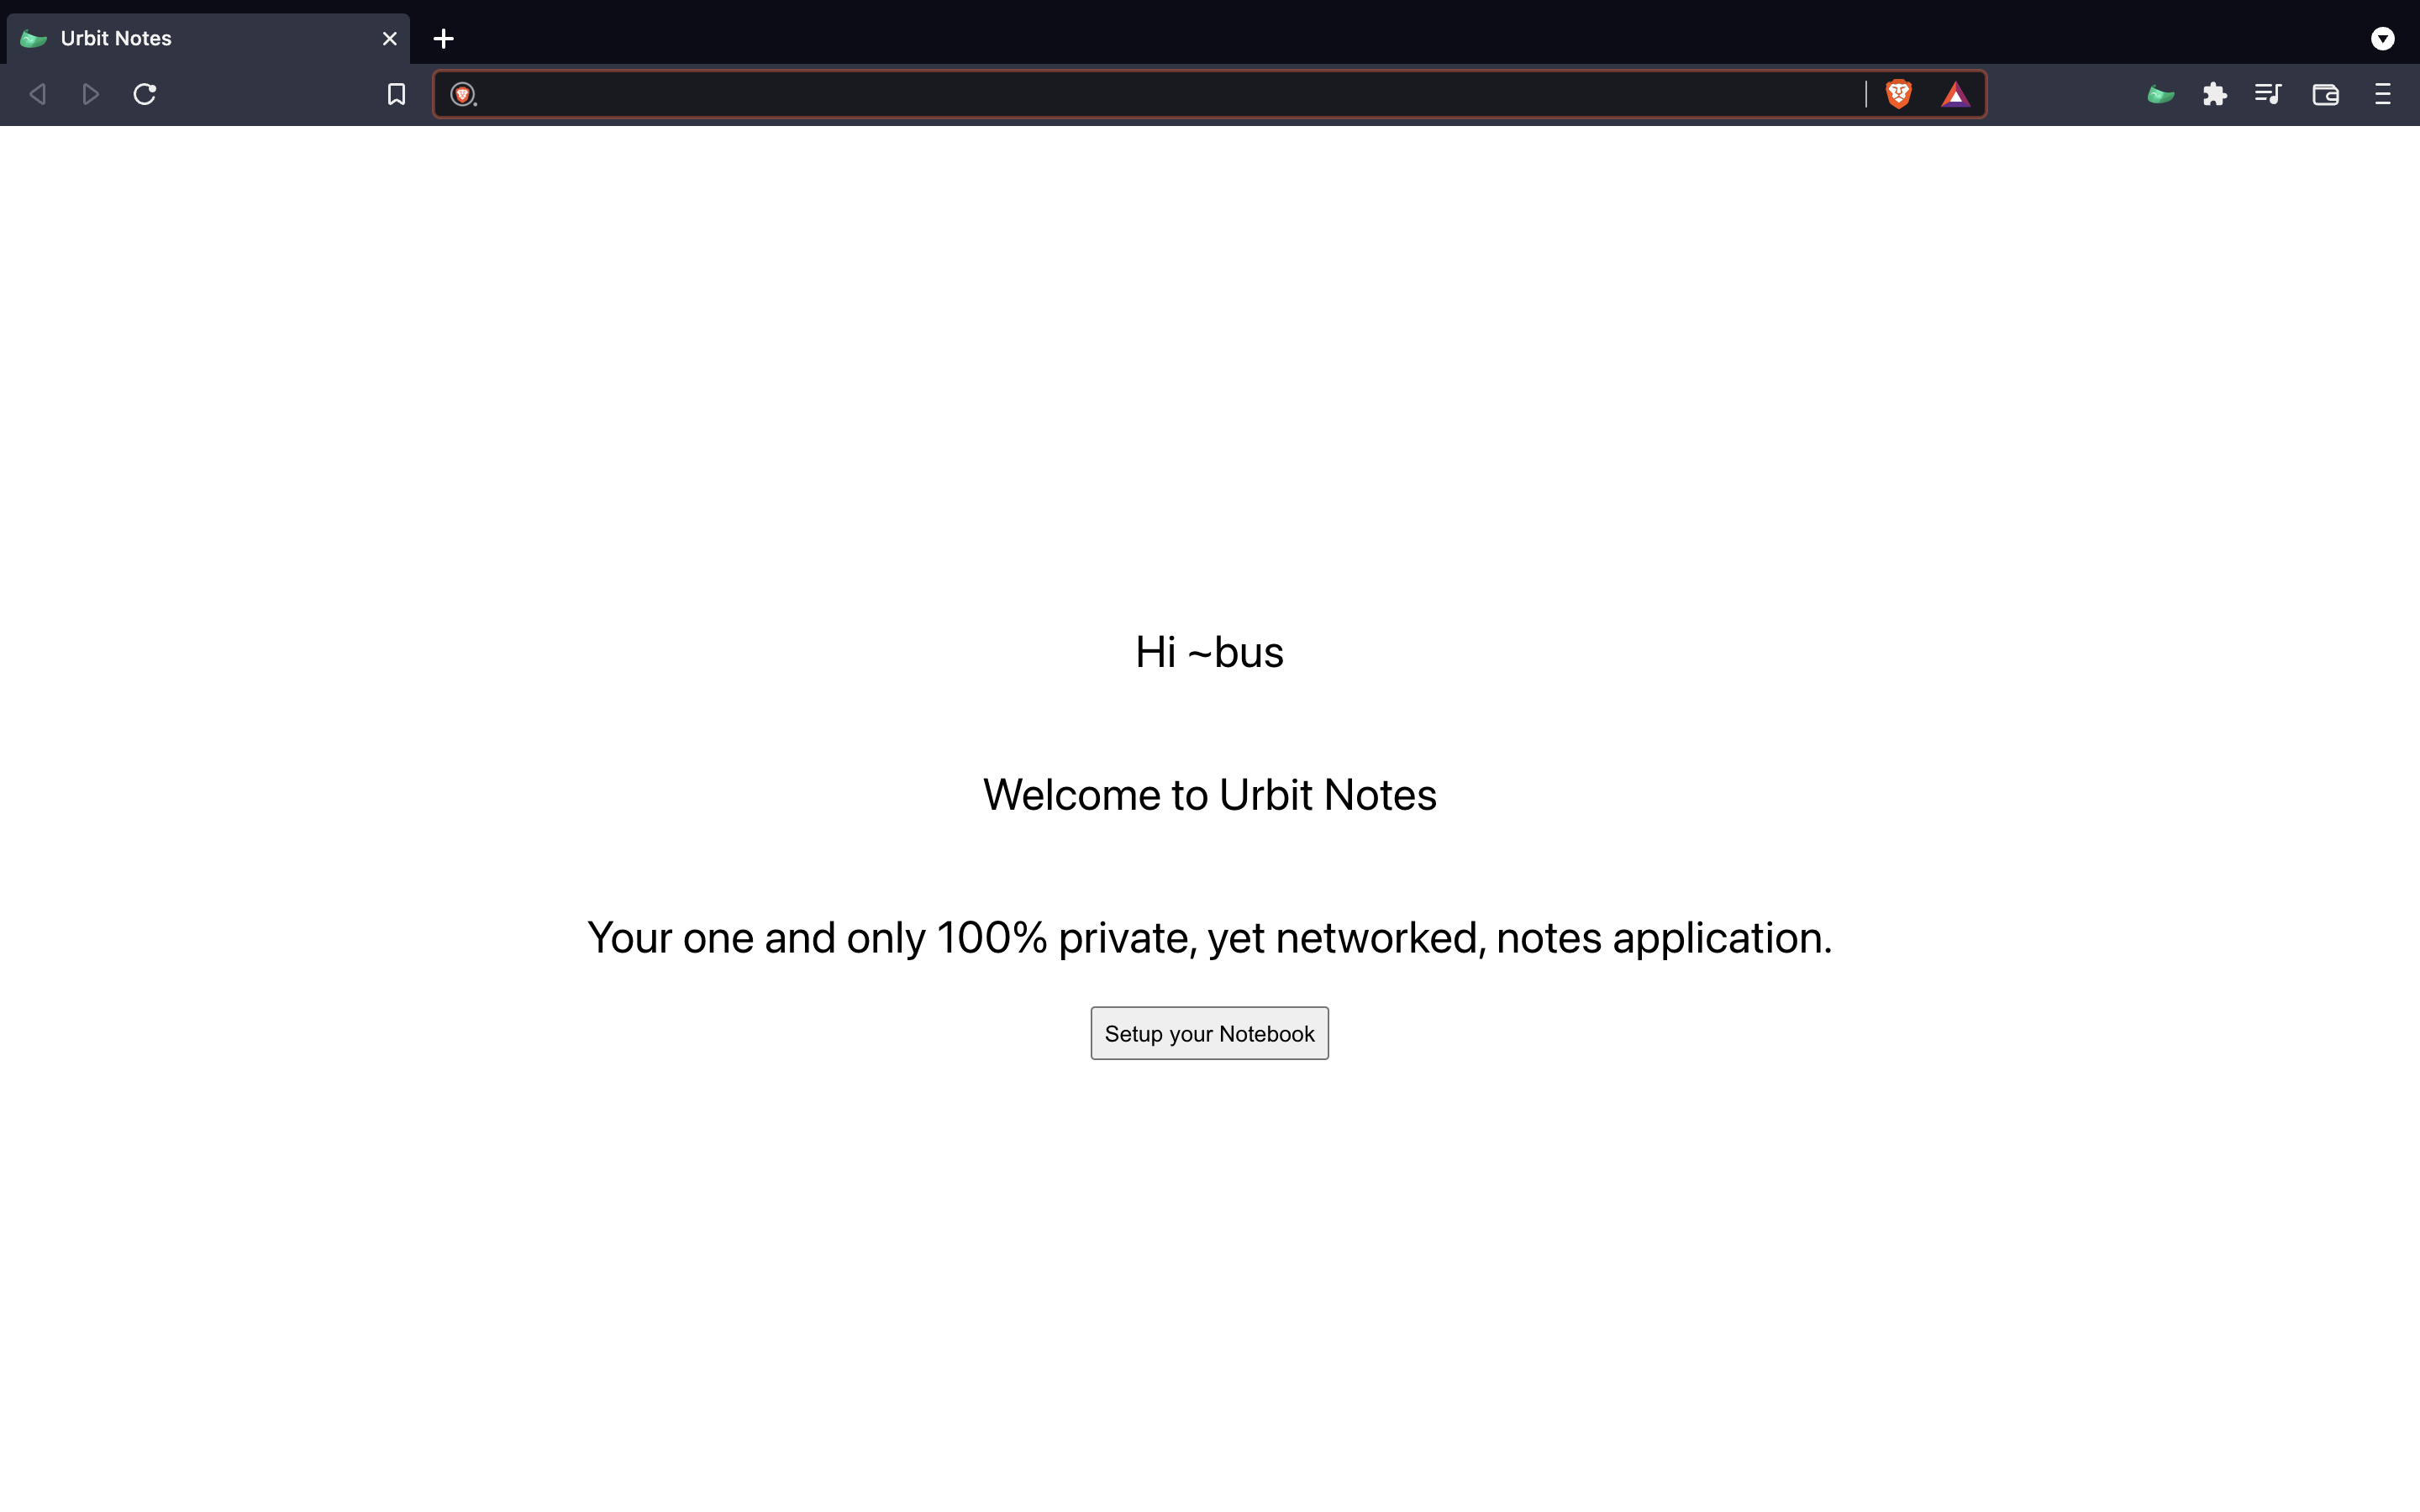 Urbit Notes
Hi ~bus
Welcome to Urbit Notes
Your one and only 100% private, yet networked, notes application.
Setup your Notebook